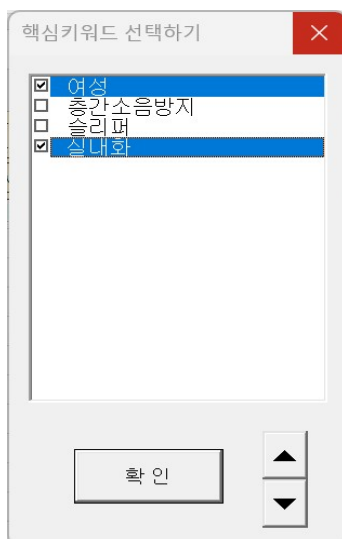 핵심키워드 선택하기
여성
층간소음방지
슬리퍼
실내화
확 인